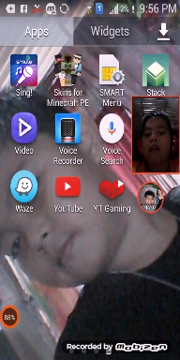 9:56 PM
Apps
Widgets
Sing!
Skins for
Minecraft PE
SMART
Menu
Stack
Video
Voice
Recorder
Voice
Search
Waze
YouTube
YT Gaming
88%
Recorded by Mobizen